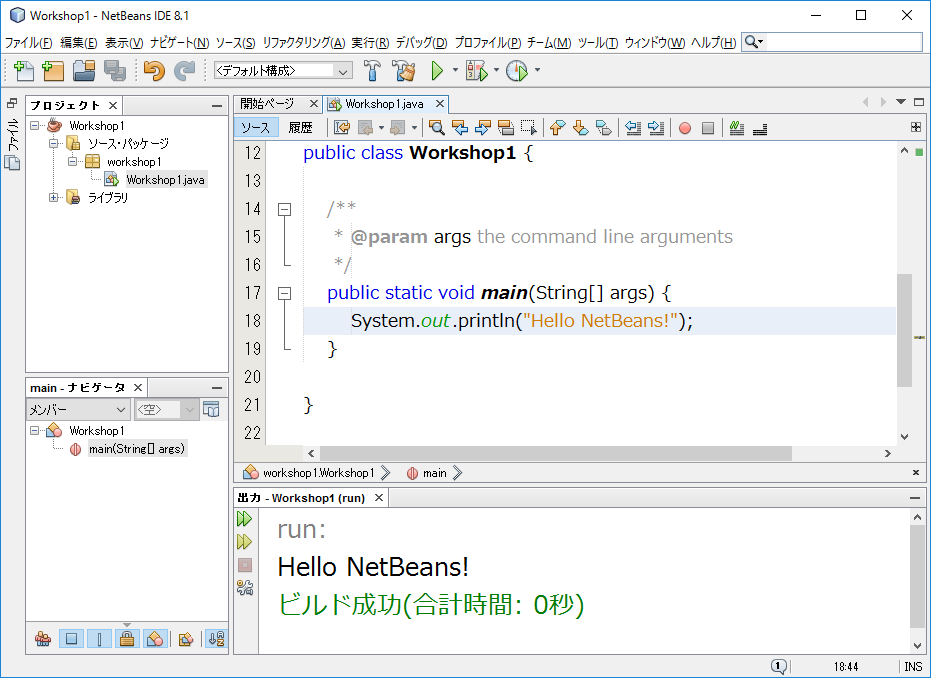 Workshop1 - NetBeans IDE 8.1
ファイル(F) 編集(E) 表示(V) ナビゲート(N) ソース(S) リファクタリング(A) 実行(R) デバッグ(D) プロファイル(P) チーム(M) ツール(T) ウィンドウ(W) ヘルプ(H)
<デフォルト構成>
ファイル
プロジェクト
Workshop1
ソース・パッケージ
workshop1
Workshop1.java
ライブラリ
main - ナビゲータ
メンバー <空>
Workshop1
main(String[] args)
開始ページ Workshop1.java
ソース 履歴
12 public class Workshop1 {
13
14 /**
15 * @param args the command line arguments
16 */
17 public static void main(String[] args) {
18 System.out.println("Hello NetBeans!");
19 }
20
21 }
22
workshop1.Workshop1 main
出力 - Workshop1 (run)
run:
Hello NetBeans!
ビルド成功(合計時間: 0秒)
1 18:44 INS